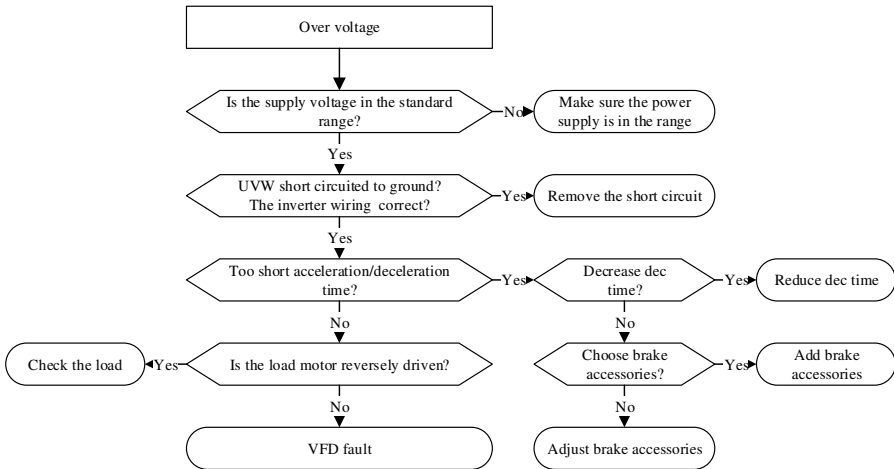 Over voltage
Is the supply voltage in the standard
range?
No
Make sure the power
supply is in the range
Yes
UVW short circuited to ground?
The inverter wiring correct?
Yes
Remove the short circuit
Yes
Too short acceleration/deceleration
time?
Yes
Decrease dec
time?
Yes
Reduce dec time
No
No
Check the load
Yes
Is the load motor reversely driven?
Choose brake
accessories?
Yes
Add brake
accessories
No
No
VFD fault
Adjust brake accessories